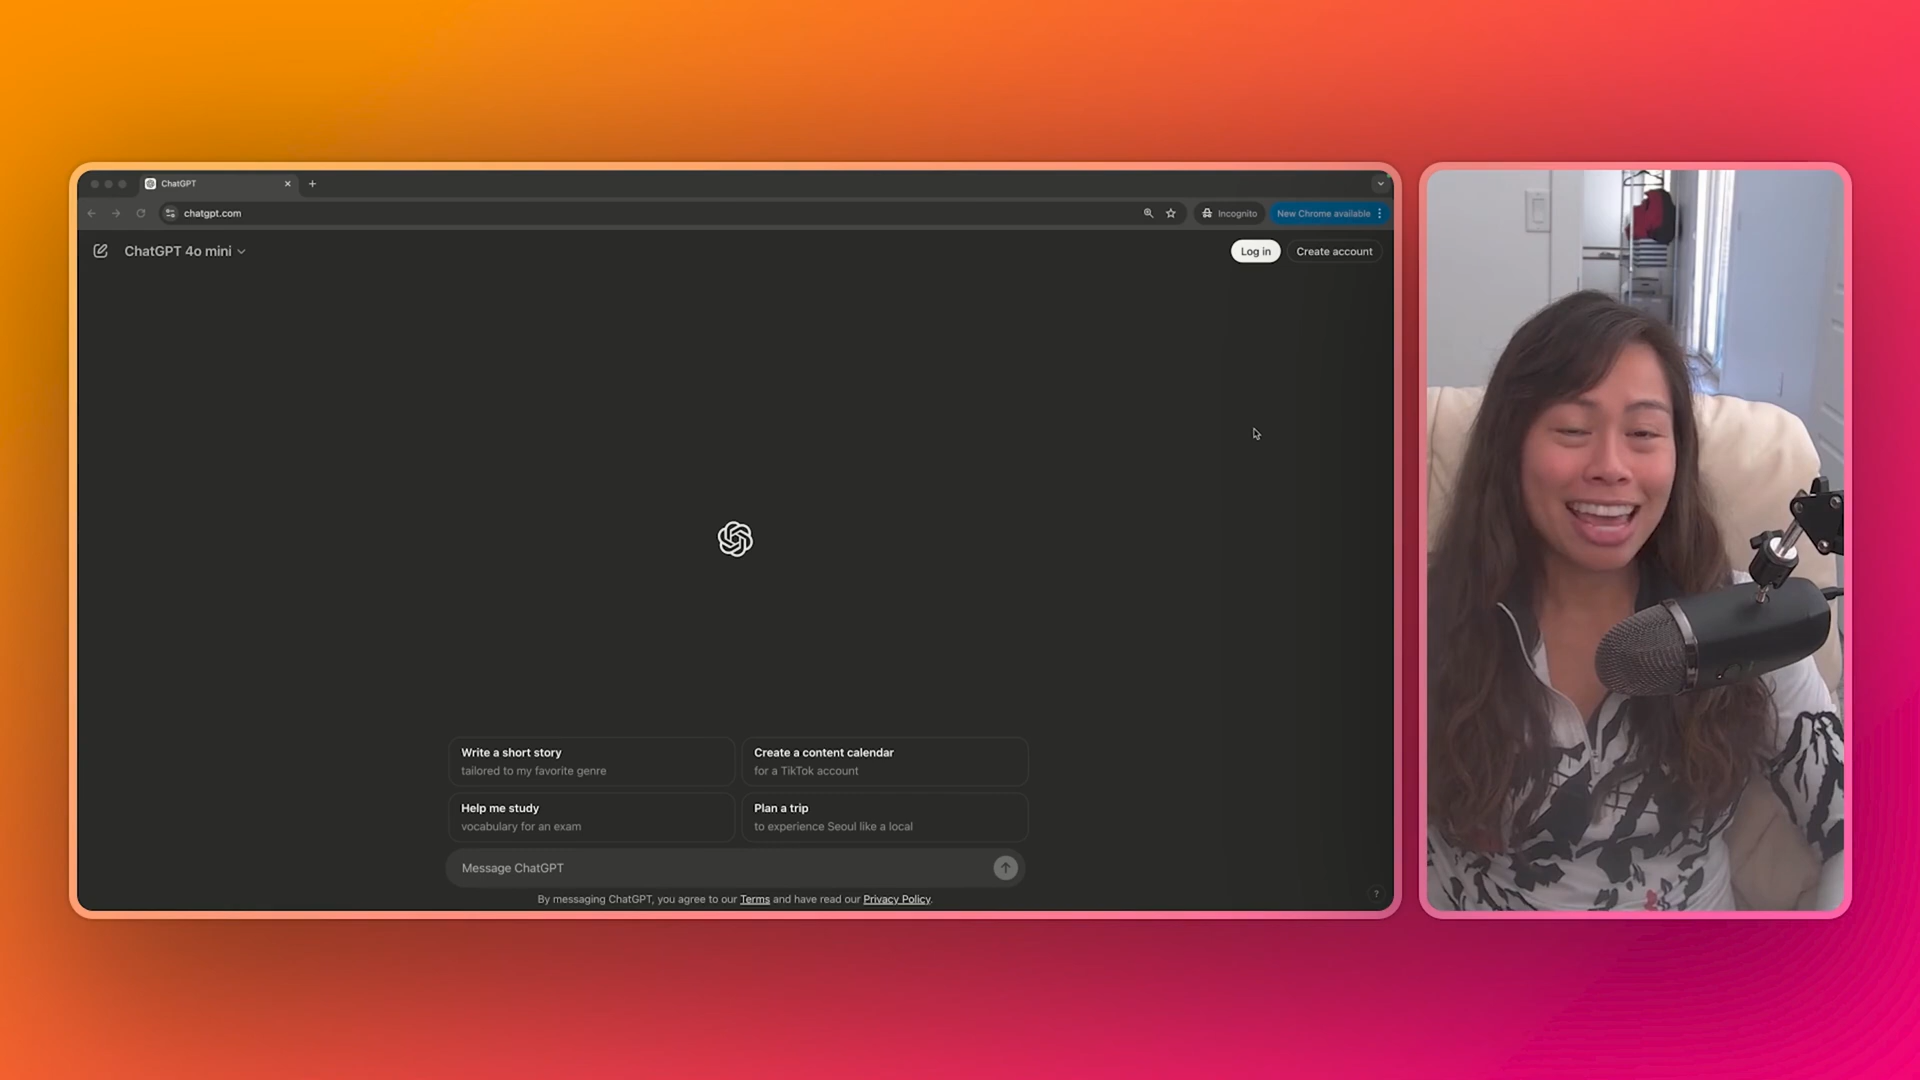 ChatGPT
chatgpt.com
Incognito
New Chrome available
ChatGPT 4o mini
Log in
Create account
Write a short story
tailored to my favorite genre
Create a content calendar
for a TikTok account
Help me study
vocabulary for an exam
Plan a trip
to experience Seoul like a local
Message ChatGPT
By messaging ChatGPT, you agree to our Terms and have read our Privacy Policy.
?